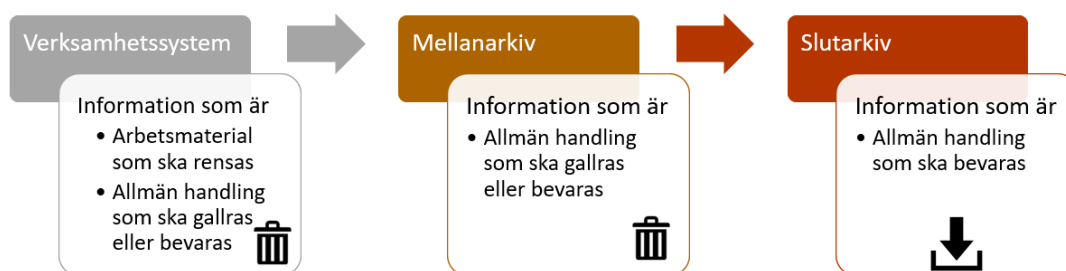 Verksamhetssystem
Information som är
• Arbetsmaterial
som ska rensas
• Allmän handling
som ska gallras
eller bevaras
Mellanarkiv
Information som är
• Allmän handling
som ska gallras
eller bevaras
Slutarkiv
Information som är
• Allmän handling
som ska bevaras